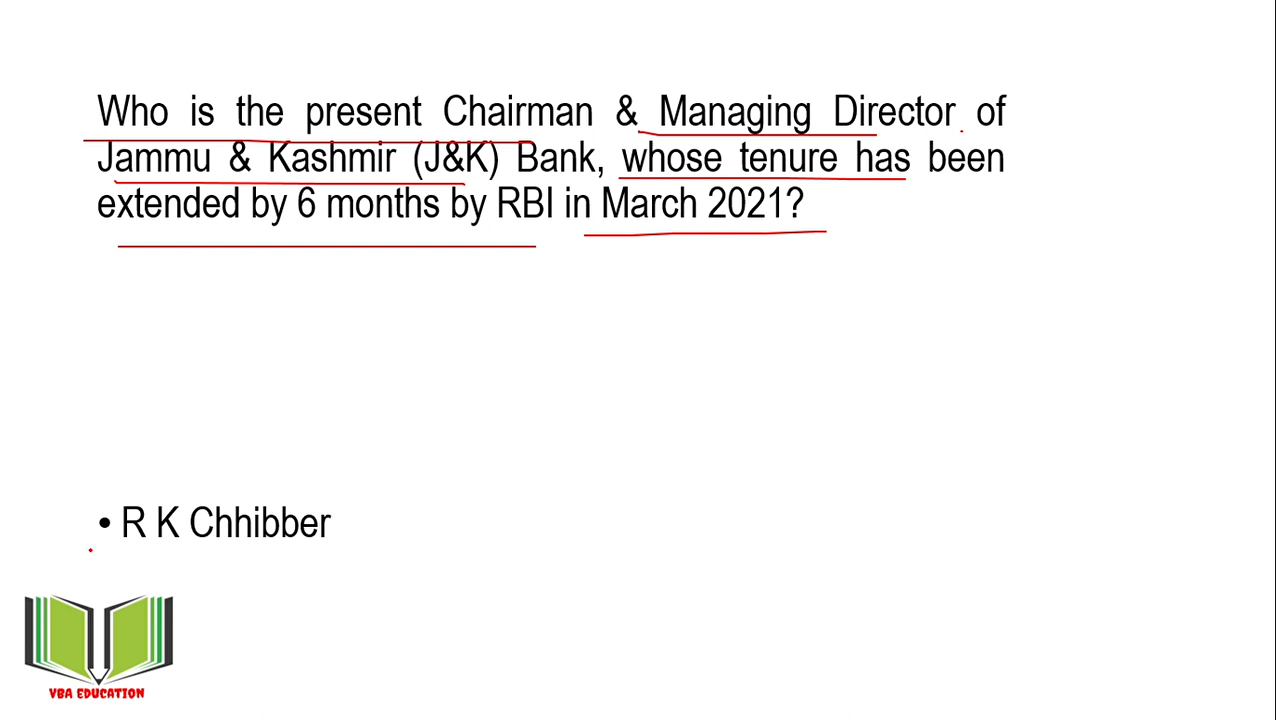 Who is the present Chairman & Managing Director of
Jammu & Kashmir (J&K) Bank, whose tenure has been
extended by 6 months by RBI in March 2021?
• R K Chhibber
VBA EDUCATION